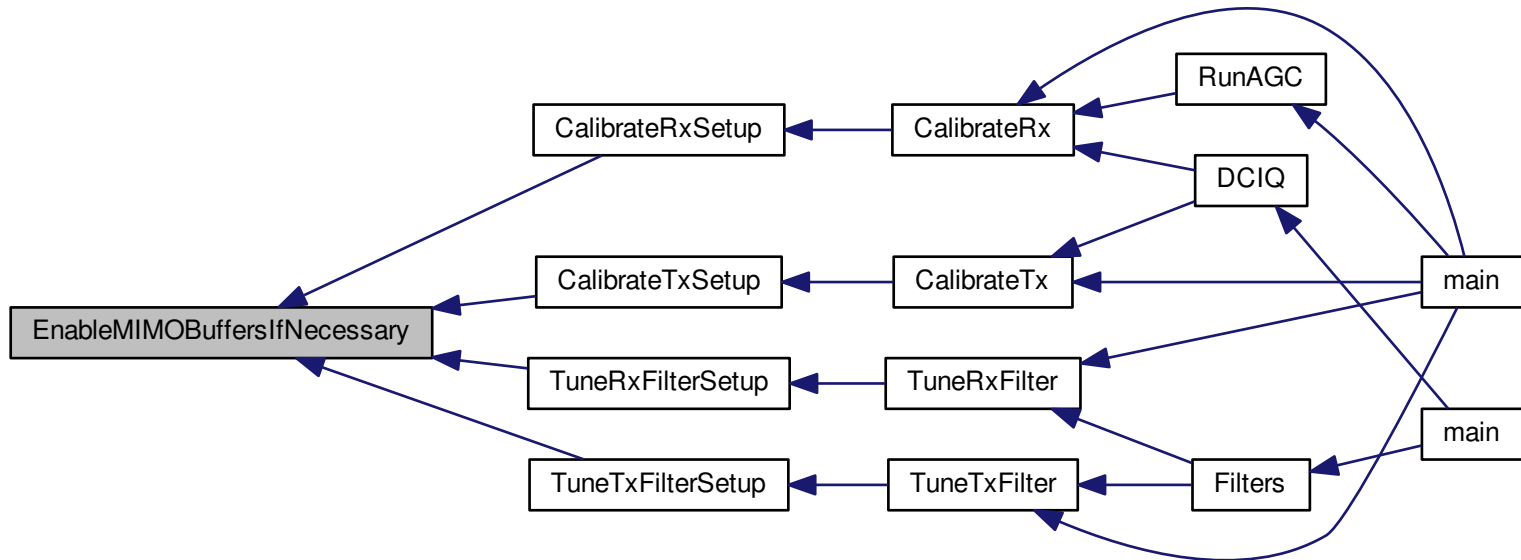 EnableMIMOBuffersIfNecessary
CalibrateRxSetup
CalibrateTxSetup
TuneRxFilterSetup
TuneTxFilterSetup
CalibrateRx
CalibrateTx
TuneRxFilter
TuneTxFilter
RunAGC
DCIQ
Filters
main
main